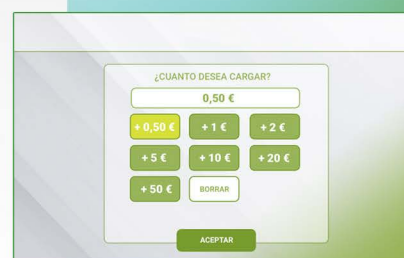 ¿CUANTO DESEA CARGAR?
0,50 €
+ 0,50 € + 1 € + 2 €
+ 5 € + 10 € + 20 €
+ 50 € BORRAR
ACEPTAR